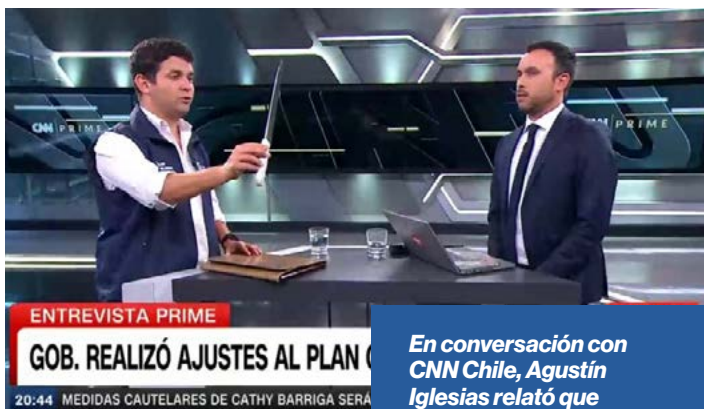 CNN PRIME
PRIME
ENTREVISTA PRIME
GOB. REALIZÓ AJUSTES AL PLAN
20:44 MEDIDAS CAUTELARES DE CATHY BARRIGA SERÁ
En conversación con
CNN Chile, Agustín
Iglesias relató que